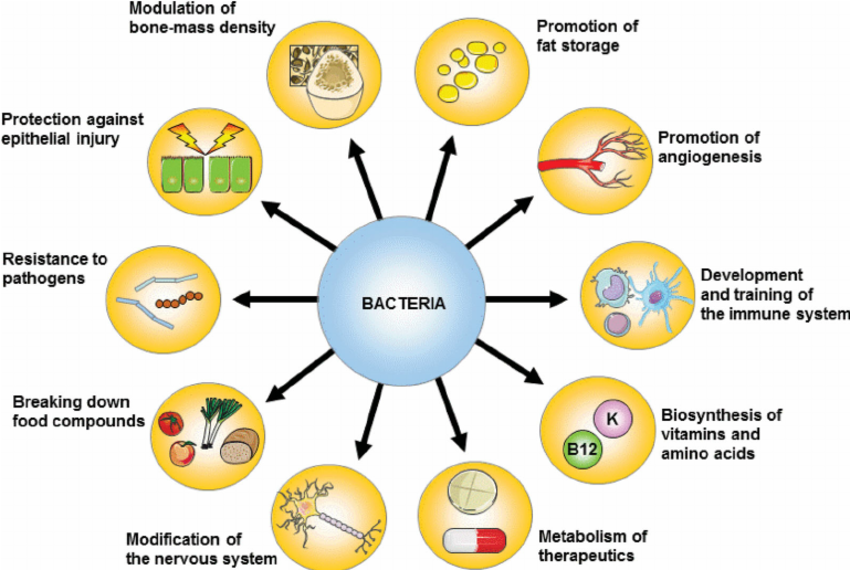 Modulation of
bone-mass density
Promotion of
fat storage
Protection against
epithelial injury
Promotion of
angiogenesis
Resistance to
pathogens
BACTERIA
Development
and training of
the immune system
Breaking down
food compounds
K
B12
Biosynthesis of
vitamins and
amino acids
Modification of
the nervous system
Metabolism of
therapeutics